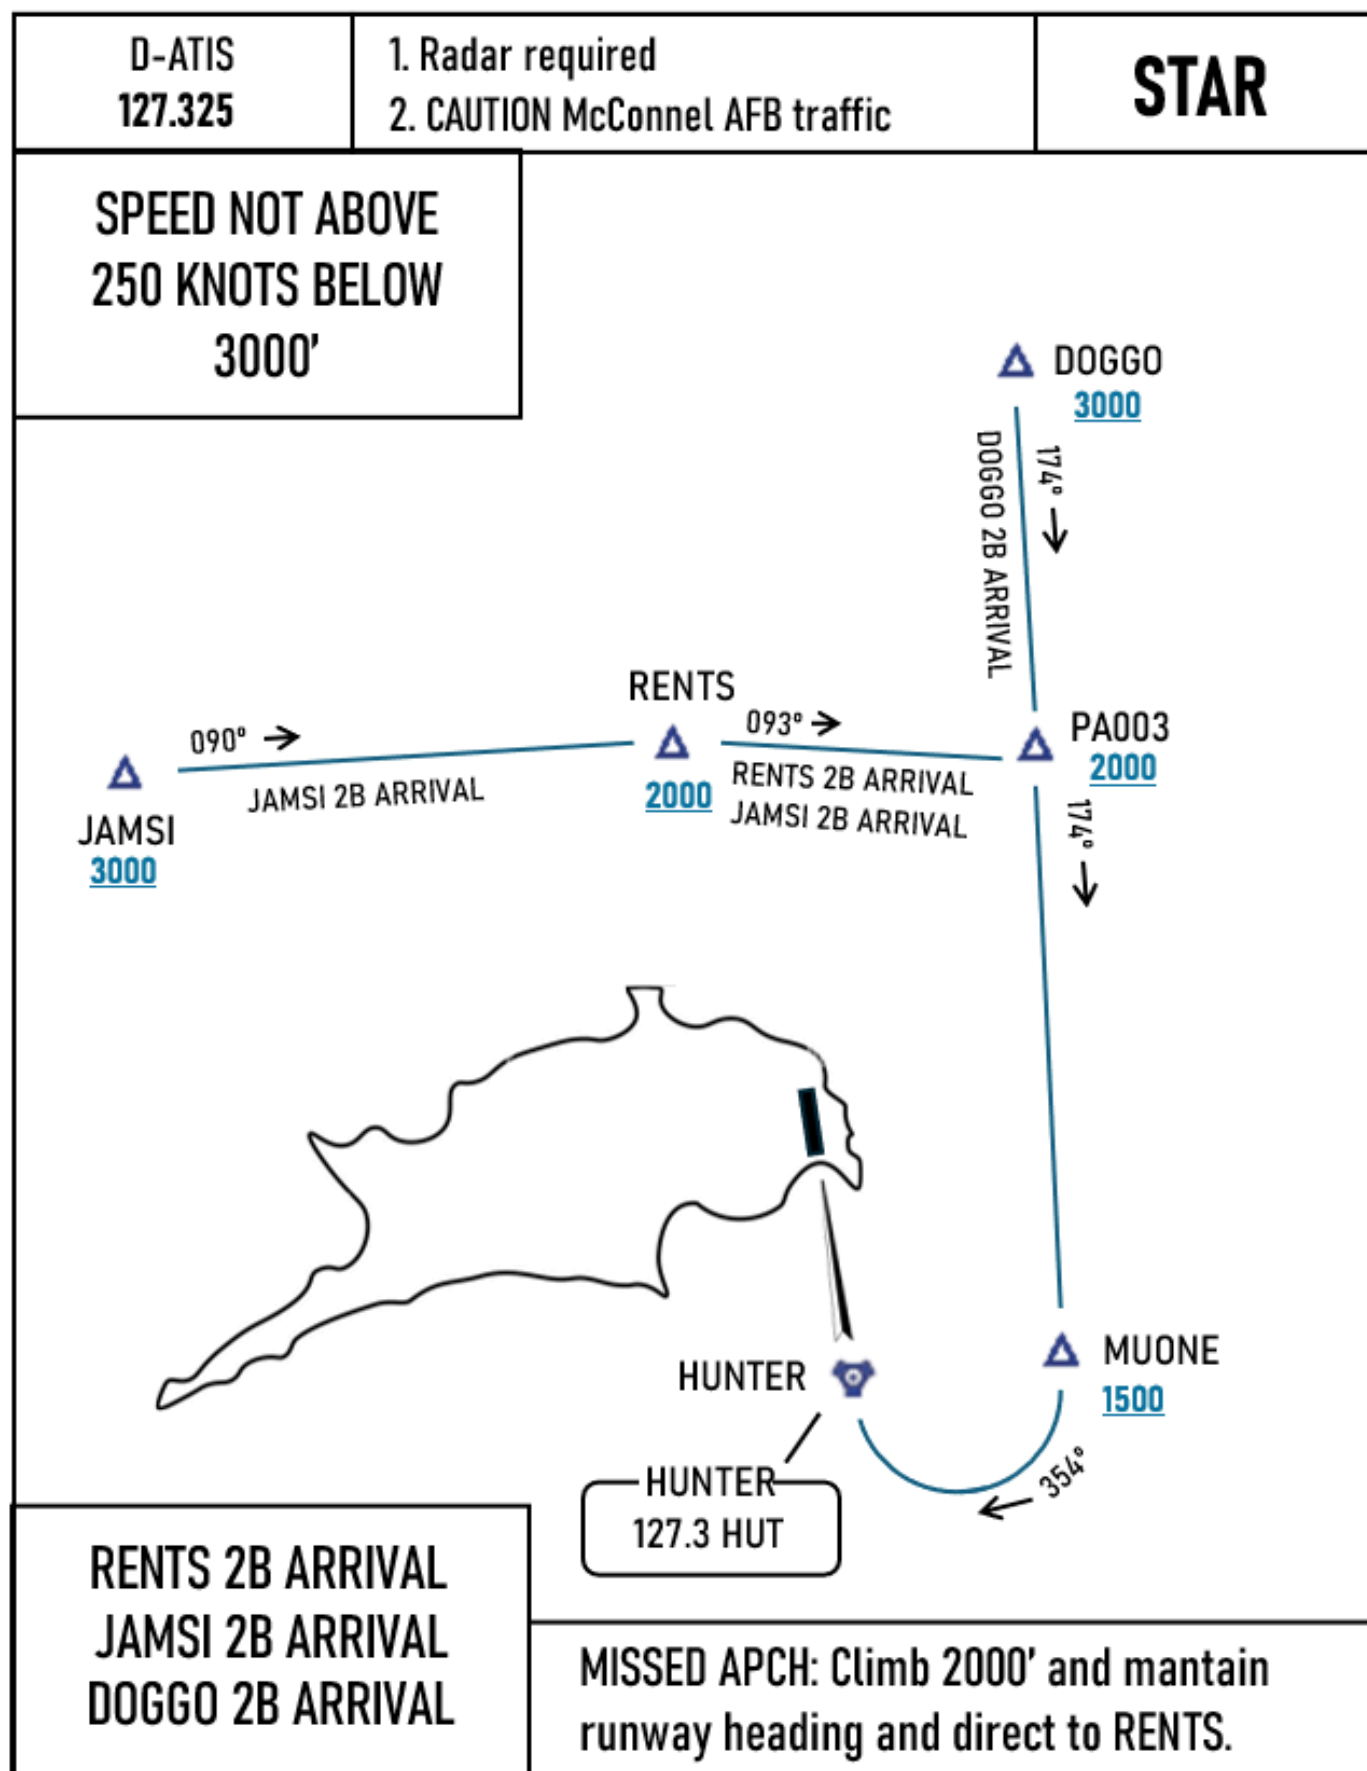 D-ATIS
127.325
1. Radar required
2. CAUTION McConnel AFB traffic
STAR
SPEED NOT ABOVE
250 KNOTS BELOW
3000'
DOGGO
3000
DOGGO 2B ARRIVAL
174°
RENTS
2000
090°
JAMSI 2B ARRIVAL
JAMSI
3000
093°
RENTS 2B ARRIVAL
JAMSI 2B ARRIVAL
PA003
2000
174°
MUONE
1500
354°
HUNTER
HUNTER
127.3 HUT
RENTS 2B ARRIVAL
JAMSI 2B ARRIVAL
DOGGO 2B ARRIVAL
MISSED APCH: Climb 2000' and mantain
runway heading and direct to RENTS.